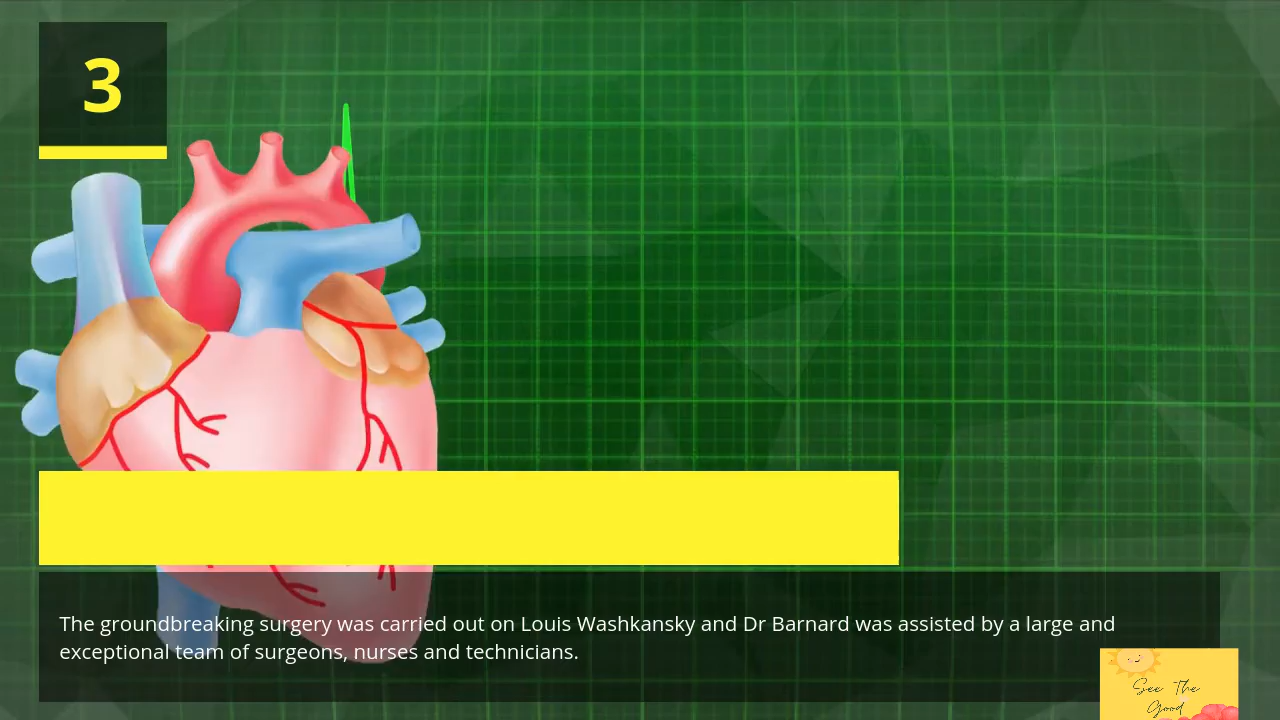 3
The groundbreaking surgery was carried out on Louis Washkansky and Dr Barnard was assisted by a large and
exceptional team of surgeons, nurses and technicians.
See The
Good